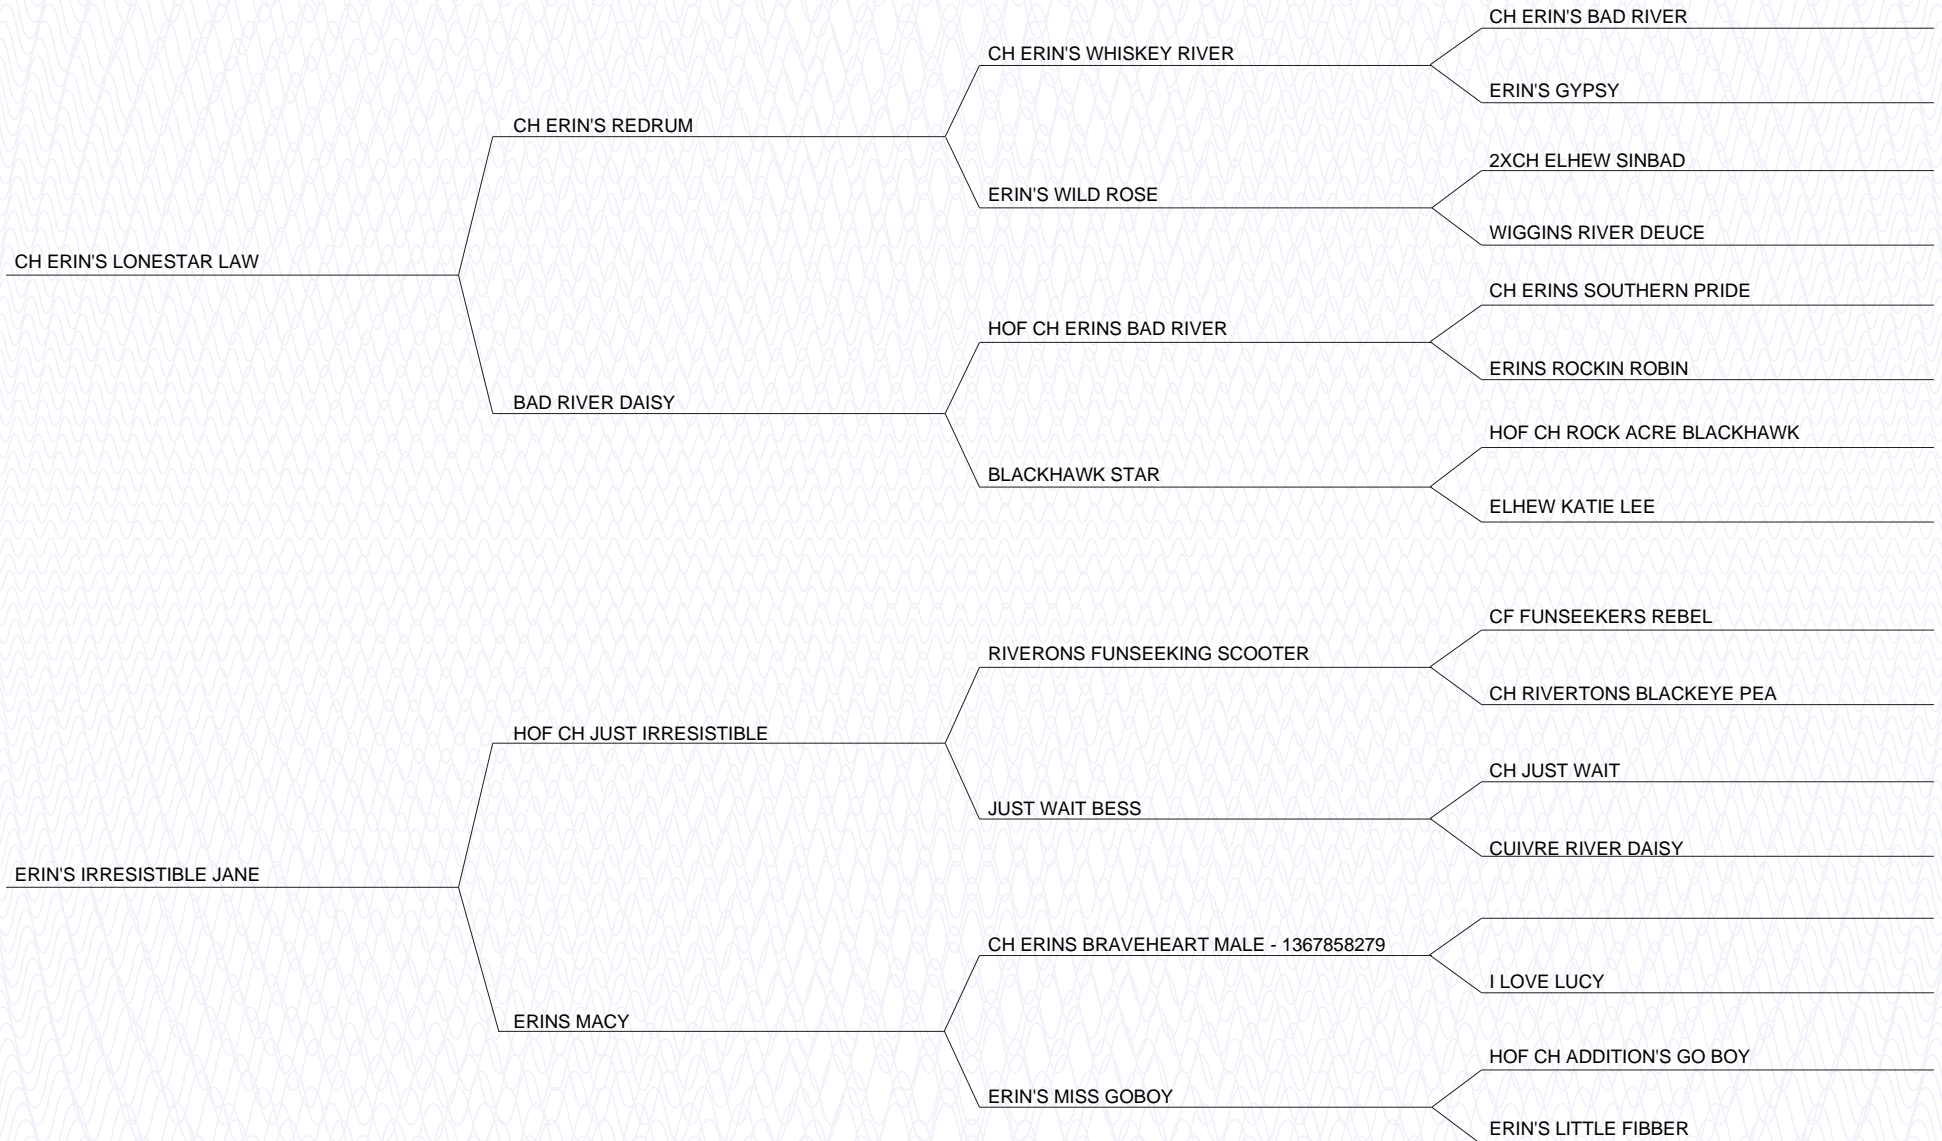 CH ERIN'S BAD RIVER
CH ERIN'S WHISKEY RIVER
ERIN'S GYPSY
CH ERIN'S REDRUM
2XCH ELHEW SINBAD
ERIN'S WILD ROSE
WIGGINS RIVER DEUCE
CH ERIN'S LONESTAR LAW
CH ERINS SOUTHERN PRIDE
HOF CH ERINS BAD RIVER
ERINS ROCKIN ROBIN
BAD RIVER DAISY
HOF CH ROCK ACRE BLACKHAWK
BLACKHAWK STAR
ELHEW KATIE LEE
CF FUNSEEKERS REBEL
RIVERONS FUNSEEKING SCOOTER
CH RIVERTONS BLACKEYE PEA
HOF CH JUST IRRESISTIBLE
CH JUST WAIT
JUST WAIT BESS
CUIVRE RIVER DAISY
ERIN'S IRRESISTIBLE JANE
CH ERINS BRAVEHEART MALE - 1367858279
I LOVE LUCY
ERINS MACY
HOF CH ADDITION'S GO BOY
ERIN'S MISS GOBOY
ERIN'S LITTLE FIBBER